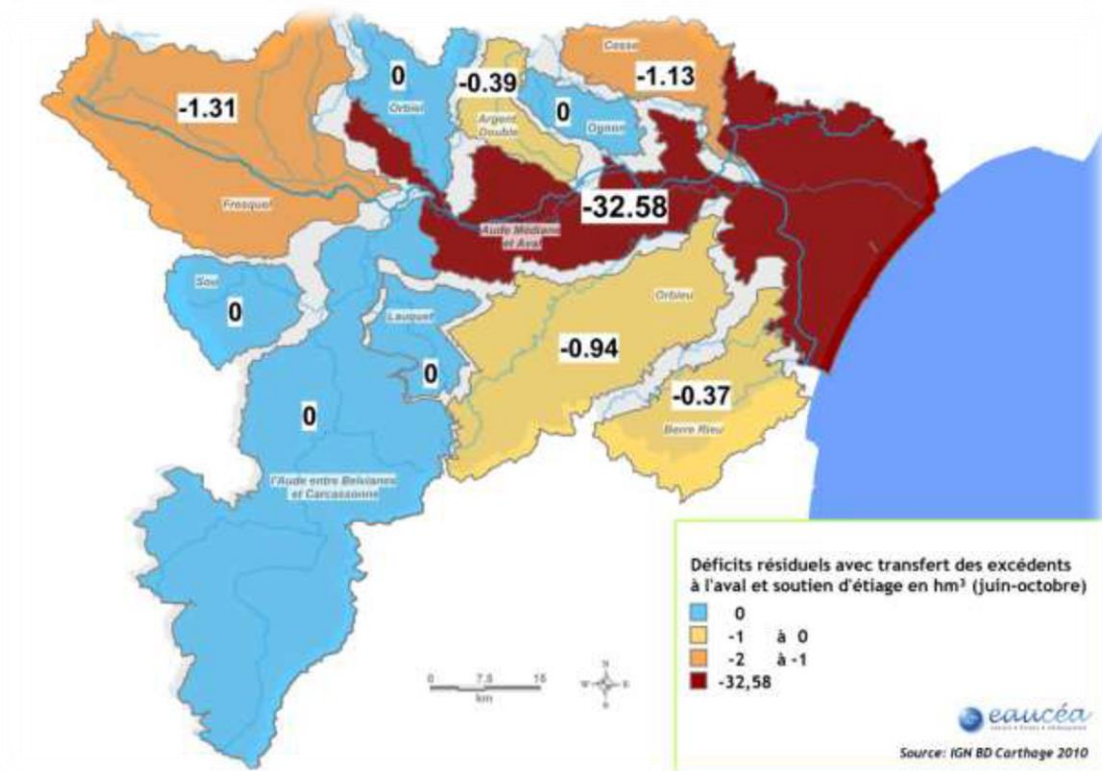 Cesse
-1.13
0
-0.39
-1.31
Orbiel
Argent
Double
0
Ognon
Fresquel
-32.58
Aude Médiane
et Aval
Sou
0
Orbieu
Lauquet
-0.94
0
-0.37
0
Berre Rieu
l'Aude entre Belvianes
et Carcassonne
Déficits résiduels avec transfert des excédents
à l'aval et soutien d'étiage en hm³ (juin-octobre)
0
-1 à 0
-2 à -1
-32,58
0 7,5 15
km
N
W E
S
eaucéa
Source: IGN BD Carthage 2010